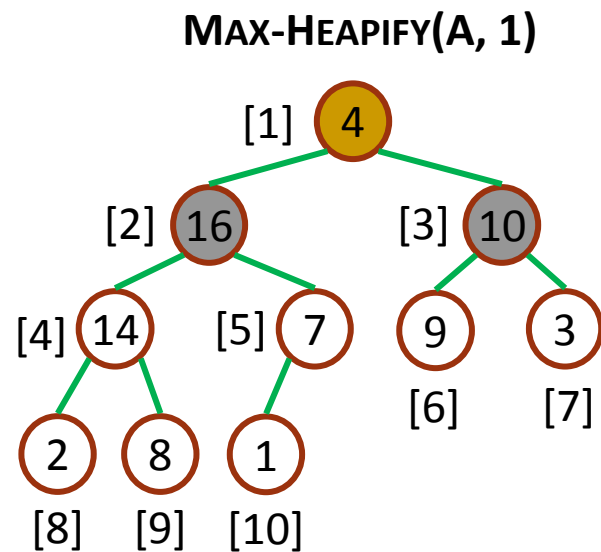 MAX-HEAPIFY(A, 1)
[1] 4
[2] 16 [3] 10
[4] 14 [5] 7 9 3
[6] [7]
2 8 1
[8] [9] [10]